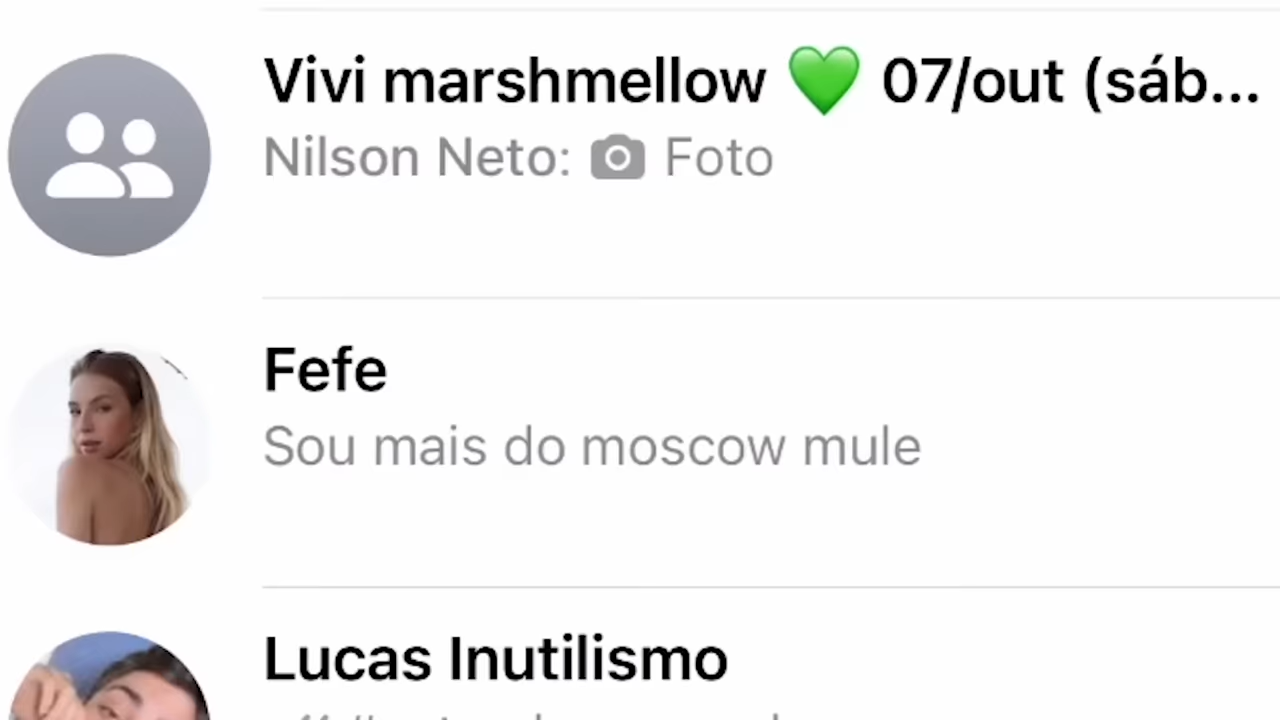 Vivi marshmellow 💚 07/out (sáb...
Nilson Neto: 📷 Foto
Fefe
Sou mais do moscow mule
Lucas Inutilismo